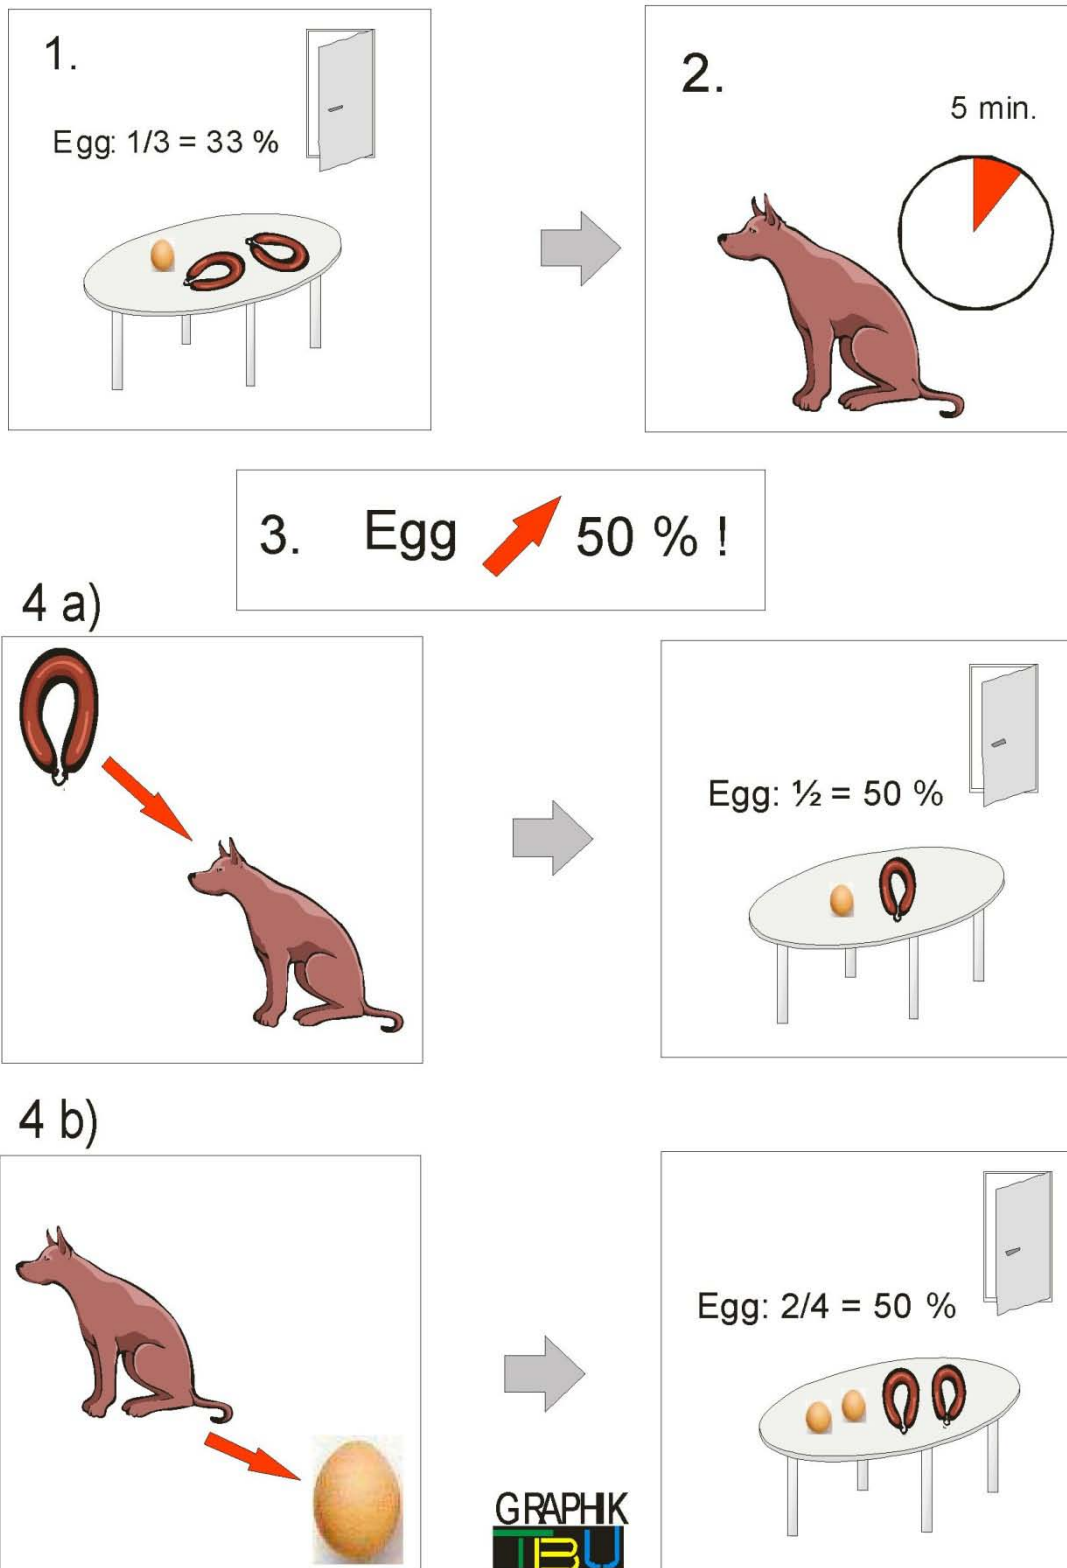 1.
Egg: 1/3 = 33 %
2.
5 min.
3. Egg 50 % !
4 a)
Egg: ½ = 50 %
4 b)
Egg: 2/4 = 50 %
GRAPHIK
TBU